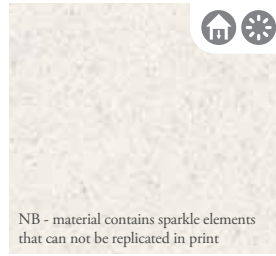 NB - material contains sparkle elements
that can not be replicated in print